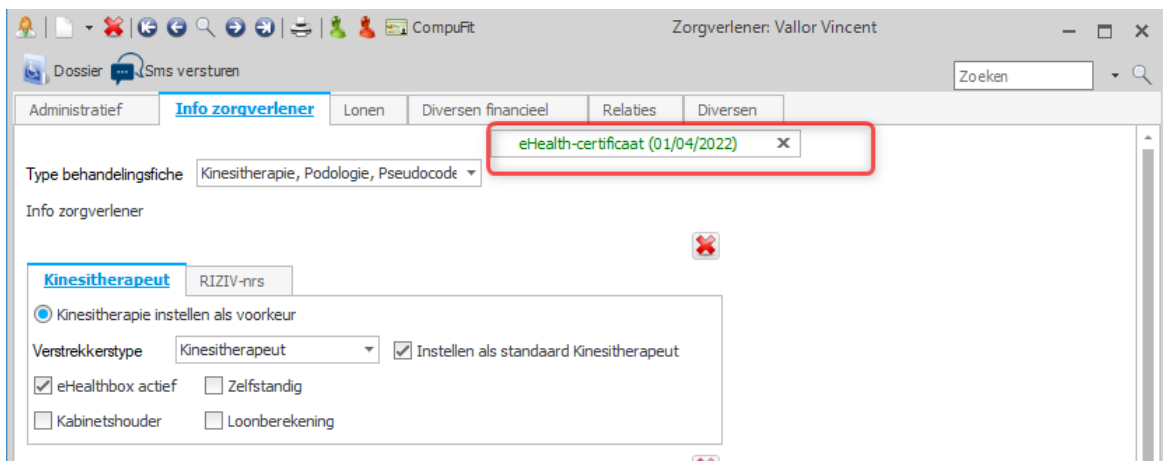 CompuFit Zorgverlener: Vallor Vincent
Dossier Sms versturen Zoeken
Administratief Info zorgverlener Lonen Diversen financieel Relaties Diversen
eHealth-certificaat (01/04/2022)
Type behandelingsfiche Kinesitherapie, Podologie, Pseudocode
Info zorgverlener
Kinesitherapeut RIZIV-nrs
Kinesitherapie instellen als voorkeur
Verstrekkerstype Kinesitherapeut Instellen als standaard Kinesitherapeut
eHealthbox actief Zelfstandig
Kabinetshouder Loonberekening